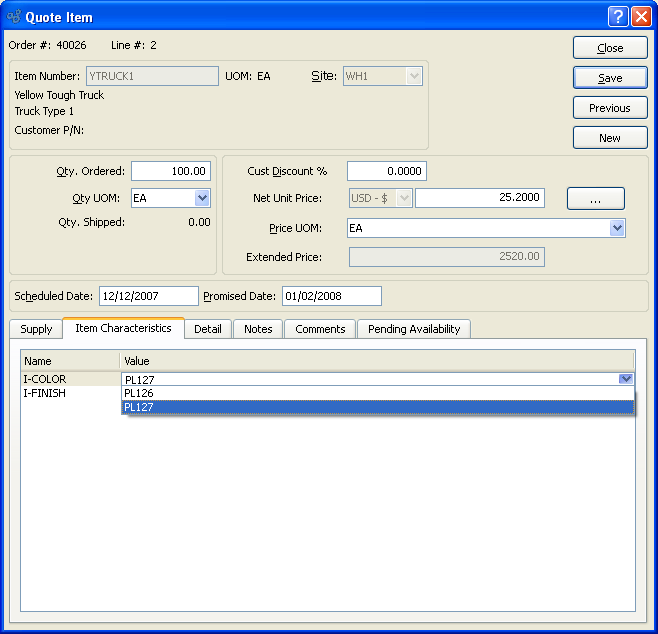 Quote Item
Order #: 40026 Line #: 2
Close
Item Number: YTRUCK1 UOM: EA Site: WH1
Save
Yellow Tough Truck
Previous
Truck Type 1
Customer P/N:
New
Qty. Ordered: 100.00 Cust Discount % 0.0000
Qty UOM: EA Net Unit Price: USD - $ 25.2000 ...
Qty. Shipped: 0.00 Price UOM: EA
Extended Price: 2520.00
Scheduled Date: 12/12/2007 Promised Date: 01/02/2008
Supply Item Characteristics Detail Notes Comments Pending Availability
Name Value
I-COLOR PL127
I-FINISH PL126
PL127